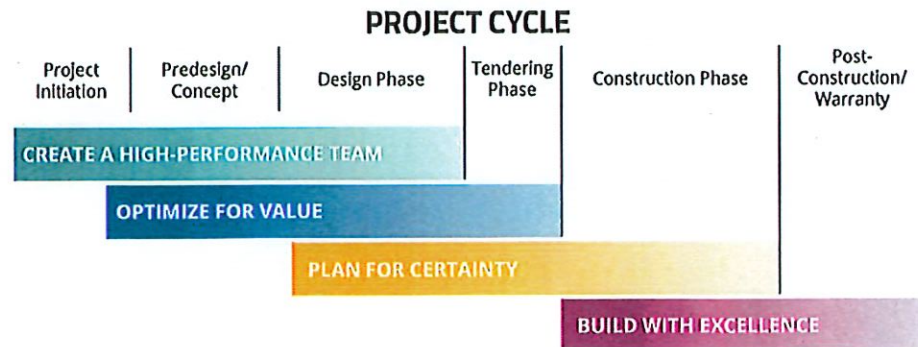 PROJECT CYCLE
Project
Initiation
Predesign/
Concept
Design Phase
Tendering
Phase
Construction Phase
Post-
Construction/
Warranty
CREATE A HIGH-PERFORMANCE TEAM
OPTIMIZE FOR VALUE
PLAN FOR CERTAINTY
BUILD WITH EXCELLENCE